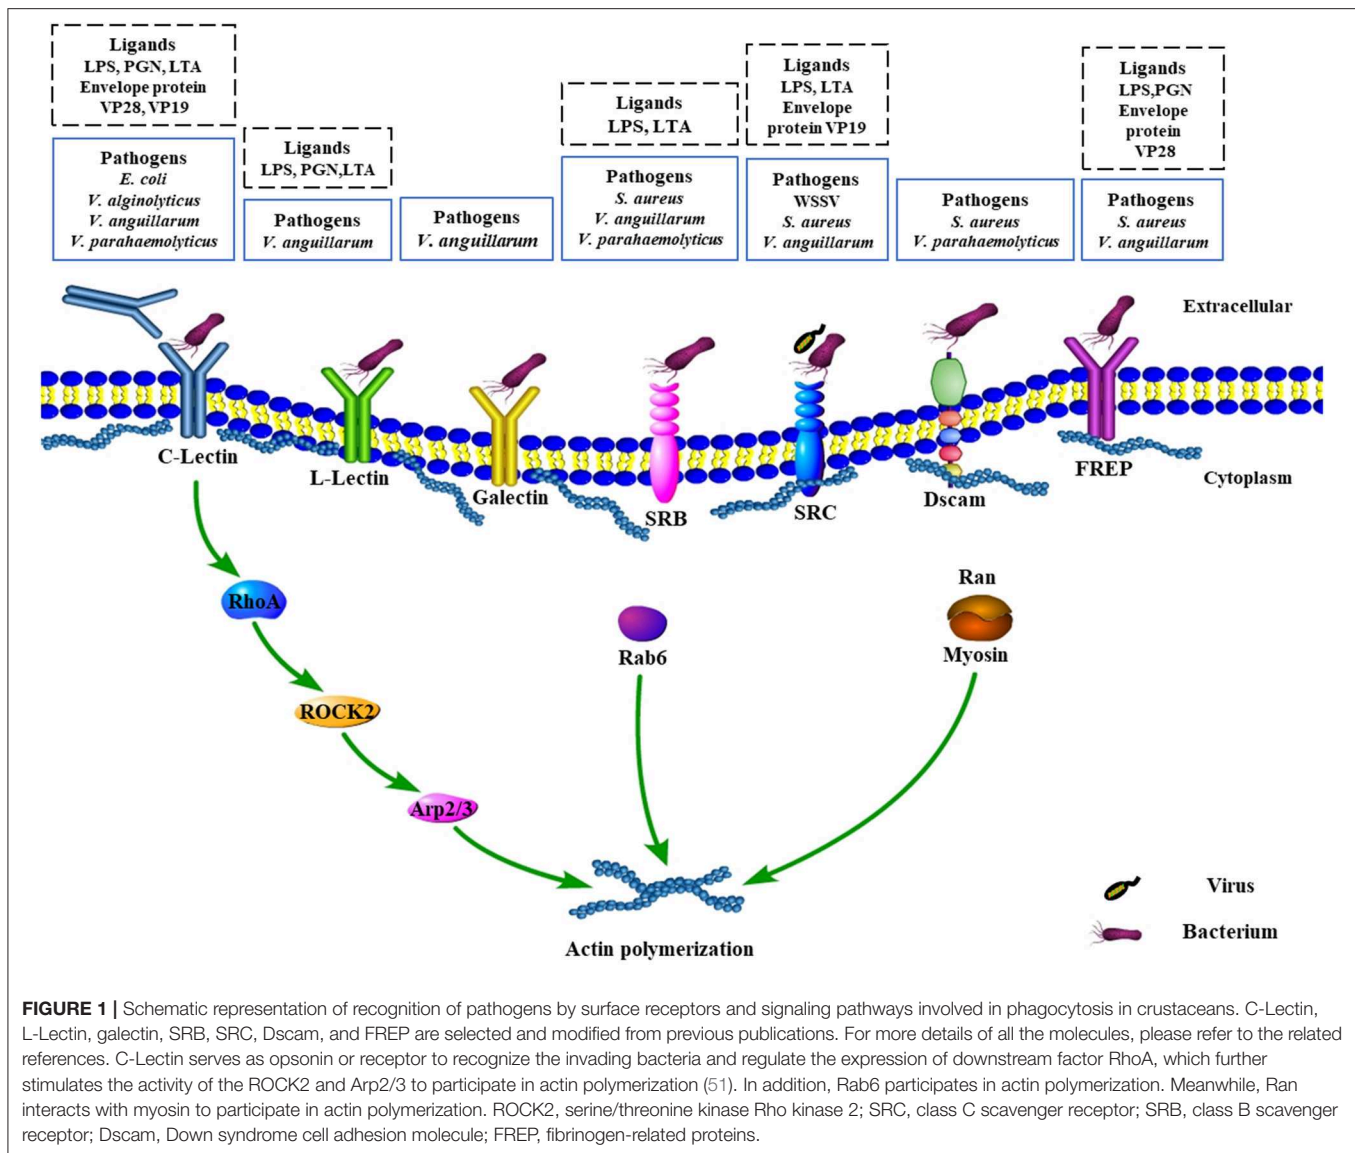 Ligands
LPS, PGN, LTA
Envelope protein
VP28, VP19
Pathogens
E. coli
V. alginolyticus
V. anguillarum
V. parahaemolyticus
Ligands
LPS, PGN,LTA
Pathogens
V. anguillarum
Pathogens
V. anguillarum
Ligands
LPS, LTA
Pathogens
S. aureus
V. anguillarum
V. parahaemolyticus
Ligands
LPS, LTA
Envelope
protein VP19
Pathogens
WSSV
S. aureus
V. anguillarum
Pathogens
S. aureus
V. parahaemolyticus
Ligands
LPS,PGN
Envelope
protein
VP28
Pathogens
S. aureus
V. anguillarum
Extracellular
C-Lectin
L-Lectin
Galectin
SRB
SRC
Dscam
FREP
Cytoplasm
RhoA
ROCK2
Arp2/3
Rab6
Ran
Myosin
Actin polymerization
Virus
Bacterium
FIGURE 1 | Schematic representation of recognition of pathogens by surface receptors and signaling pathways involved in phagocytosis in crustaceans. C-Lectin,
L-Lectin, galectin, SRB, SRC, Dscam, and FREP are selected and modified from previous publications. For more details of all the molecules, please refer to the related
references. C-Lectin serves as opsonin or receptor to recognize the invading bacteria and regulate the expression of downstream factor RhoA, which further
stimulates the activity of the ROCK2 and Arp2/3 to participate in actin polymerization (51). In addition, Rab6 participates in actin polymerization. Meanwhile, Ran
interacts with myosin to participate in actin polymerization. ROCK2, serine/threonine kinase Rho kinase 2; SRC, class C scavenger receptor; SRB, class B scavenger
receptor; Dscam, Down syndrome cell adhesion molecule; FREP, fibrinogen-related proteins.